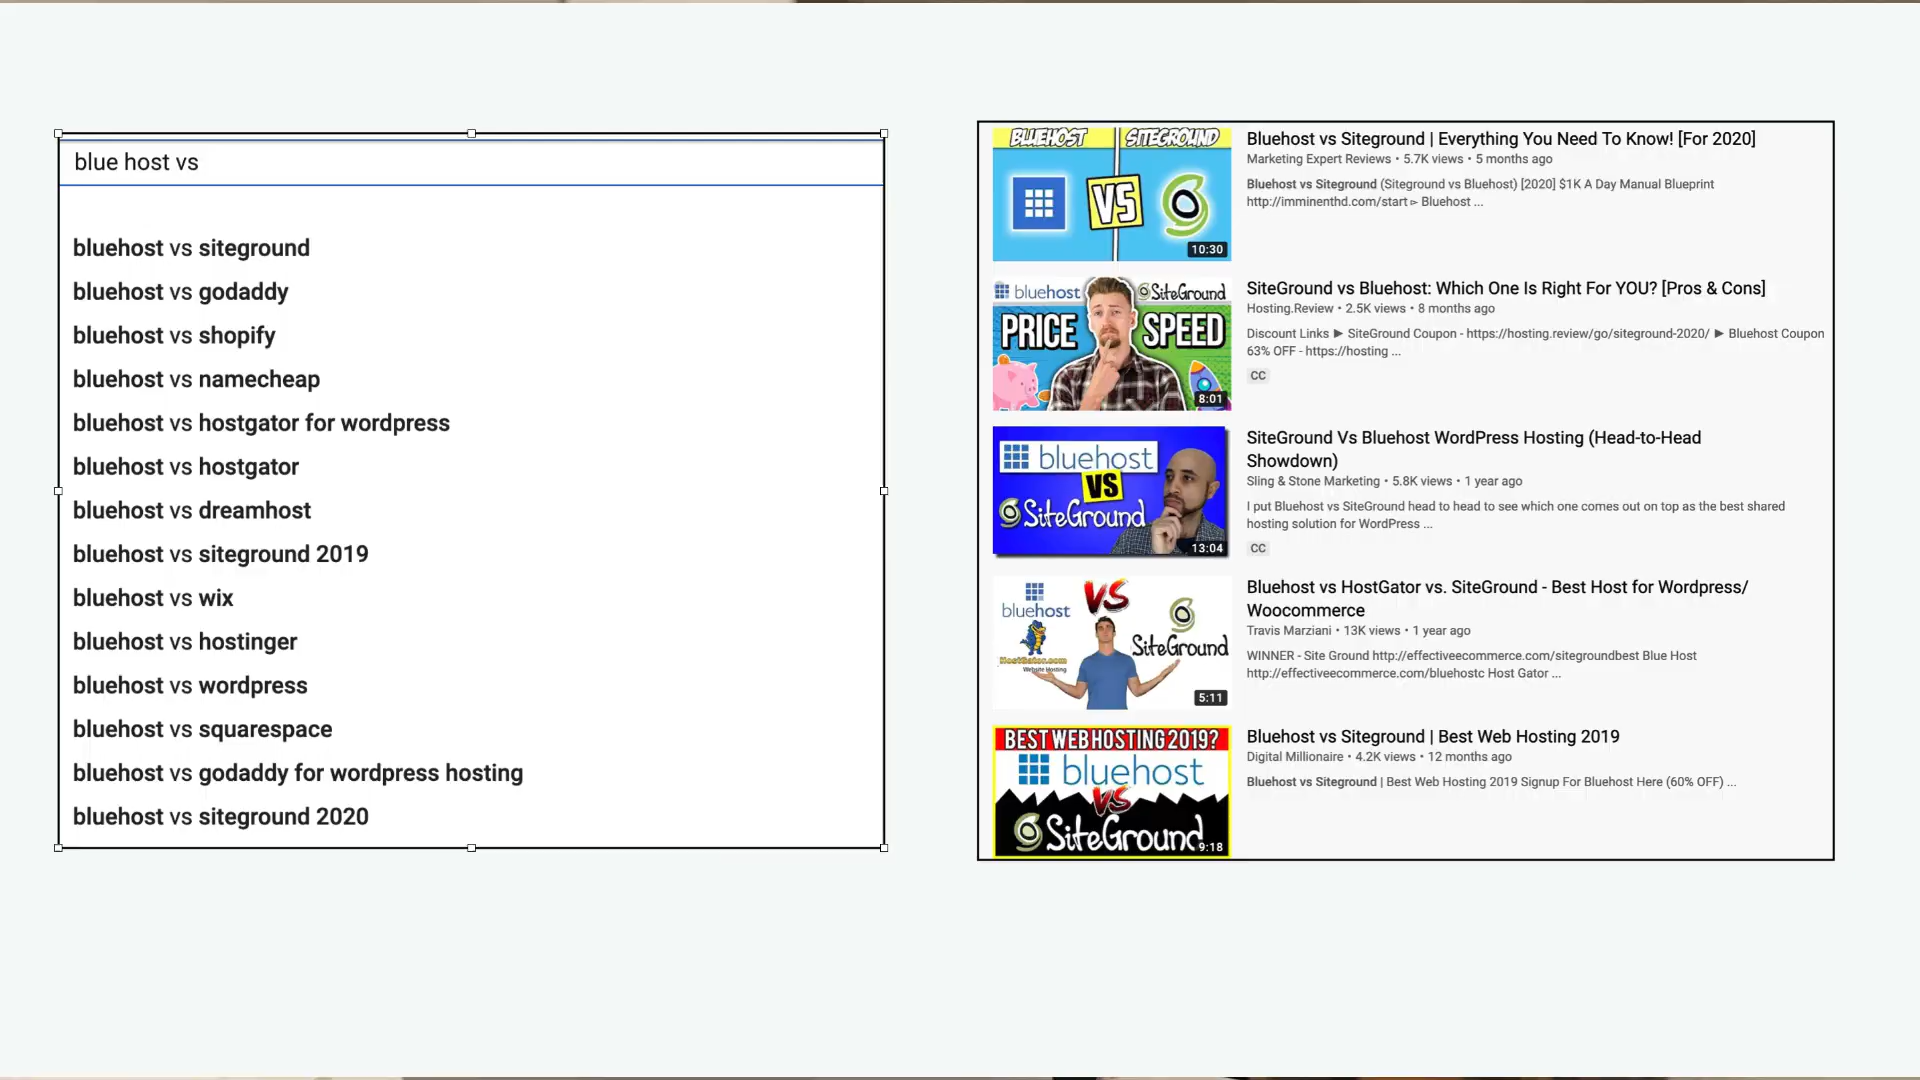 blue host vs
bluehost vs siteground
bluehost vs godaddy
bluehost vs shopify
bluehost vs namecheap
bluehost vs hostgator for wordpress
bluehost vs hostgator
bluehost vs dreamhost
bluehost vs siteground 2019
bluehost vs wix
bluehost vs hostinger
bluehost vs wordpress
bluehost vs squarespace
bluehost vs godaddy for wordpress hosting
bluehost vs siteground 2020
BLUEHOST SITEGROUND
VS
10:30
Bluehost vs Siteground | Everything You Need To Know! [For 2020]
Marketing Expert Reviews • 5.7K views • 5 months ago
Bluehost vs Siteground (Siteground vs Bluehost) [2020] $1K A Day Manual Blueprint
http://imminenthd.com/start ▻ Bluehost ...
bluehost SiteGround
PRICE SPEED
8:01
SiteGround vs Bluehost: Which One Is Right For YOU? [Pros & Cons]
Hosting.Review • 2.5K views • 8 months ago
Discount Links ► SiteGround Coupon - https://hosting.review/go/siteground-2020/ ► Bluehost Coupon
63% OFF - https://hosting ...
CC
bluehost
VS
SiteGround
13:04
SiteGround Vs Bluehost WordPress Hosting (Head-to-Head
Showdown)
Sling & Stone Marketing • 5.8K views • 1 year ago
I put Bluehost vs SiteGround head to head to see which one comes out on top as the best shared
hosting solution for WordPress ...
CC
bluehost
VS
SiteGround
HostGator.com
Website Hosting
5:11
Bluehost vs HostGator vs. SiteGround - Best Host for Wordpress/
Woocommerce
Travis Marziani • 13K views • 1 year ago
WINNER - Site Ground http://effectiveecommerce.com/sitegroundbest Blue Host
http://effectiveecommerce.com/bluehostc Host Gator ...
BEST WEB HOSTING 2019?
bluehost
VS
SiteGround
9:18
Bluehost vs Siteground | Best Web Hosting 2019
Digital Millionaire • 4.2K views • 12 months ago
Bluehost vs Siteground | Best Web Hosting 2019 Signup For Bluehost Here (60% OFF) ...